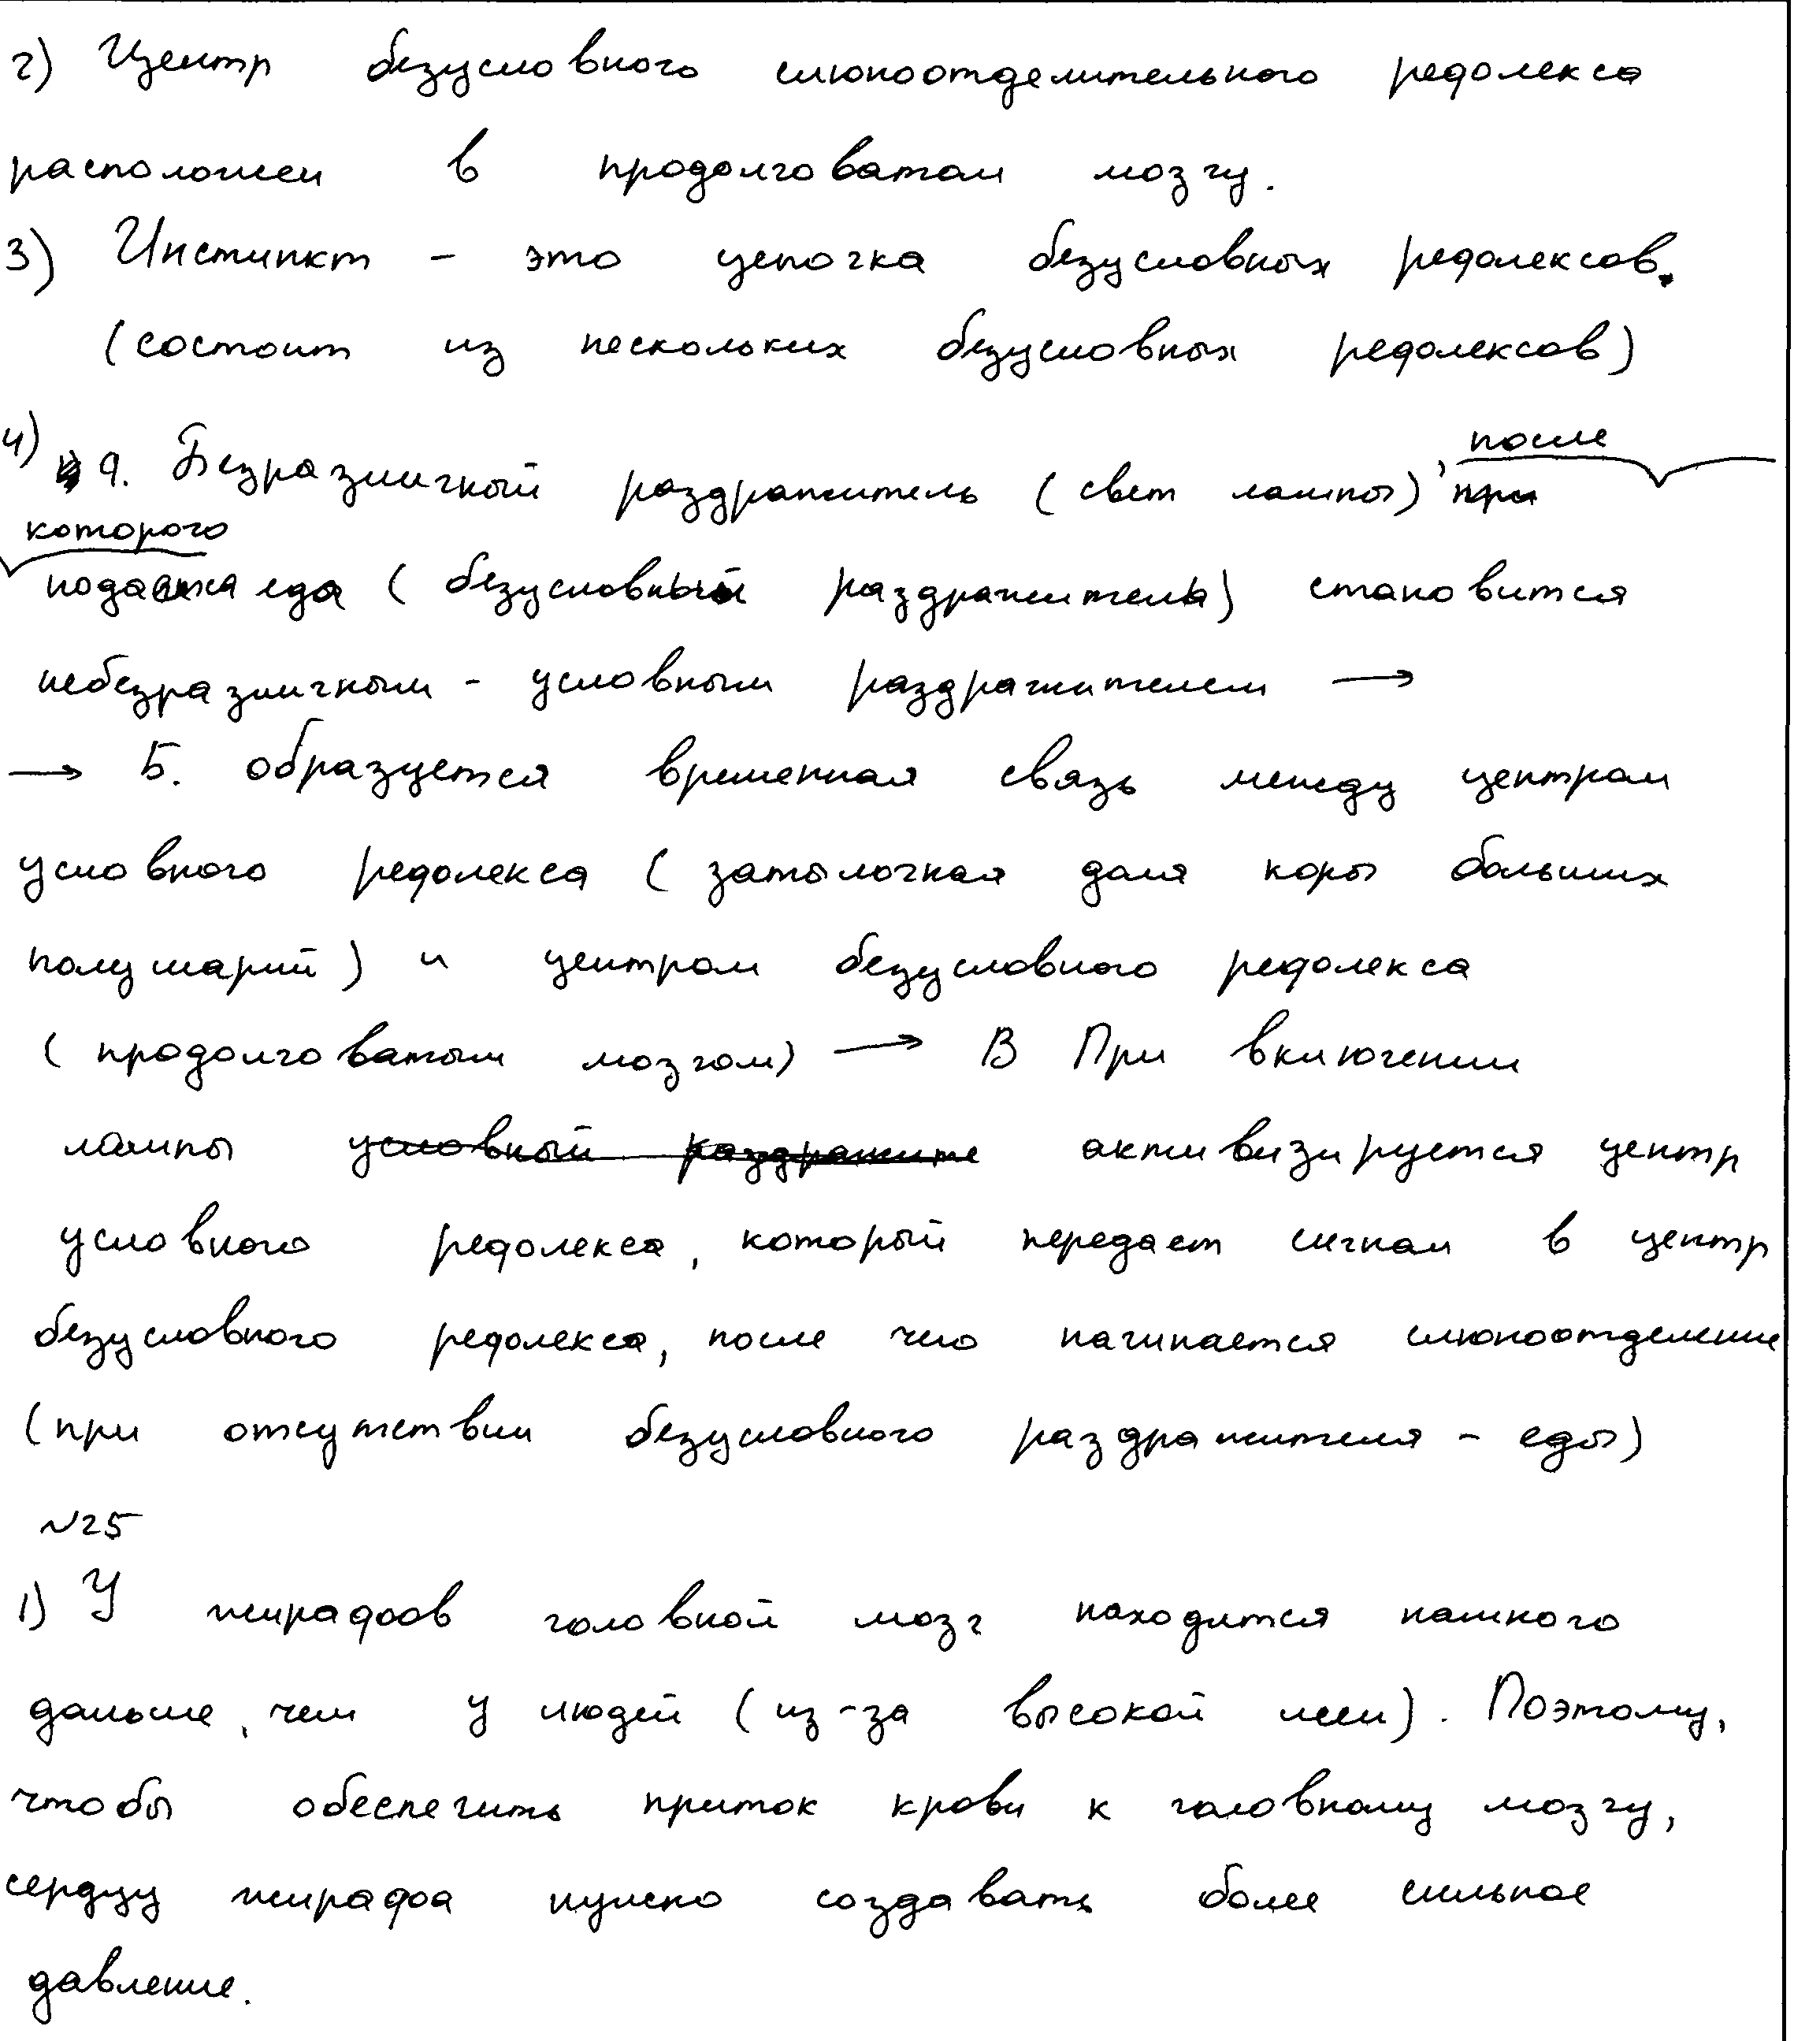 2) Центр безусловного слюноотделительного рефлекса
расположен в продолговатом мозгу.
3) Инстинкт - это цепочка безусловных рефлексов.
(состоит из нескольких безусловных рефлексов)
после
4) а. Безразличный раздражитель (свет лампы), при
которого
подается еда (безусловный раздражитель) становится
небезразличным - условным раздражителем →
→ Б. образуется временная связь между центром
условного рефлекса (затылочная доля коры больших
полушарий) и центром безусловного рефлекса
(продолговатым мозгом) → В При включении
лампы условный раздражите активизируется центр
условного рефлекса, который передает сигнал в центр
безусловного рефлекса, после чего начинается слюноотделение
(при отсутствии безусловного раздражителя - еды)
№25
1) У жирафов головной мозг находится намного
дальше, чем у людей (из-за высокой шеи). Поэтому,
чтобы обеспечить приток крови к головному мозгу,
сердцу жирафа нужно создавать более сильное
давление.